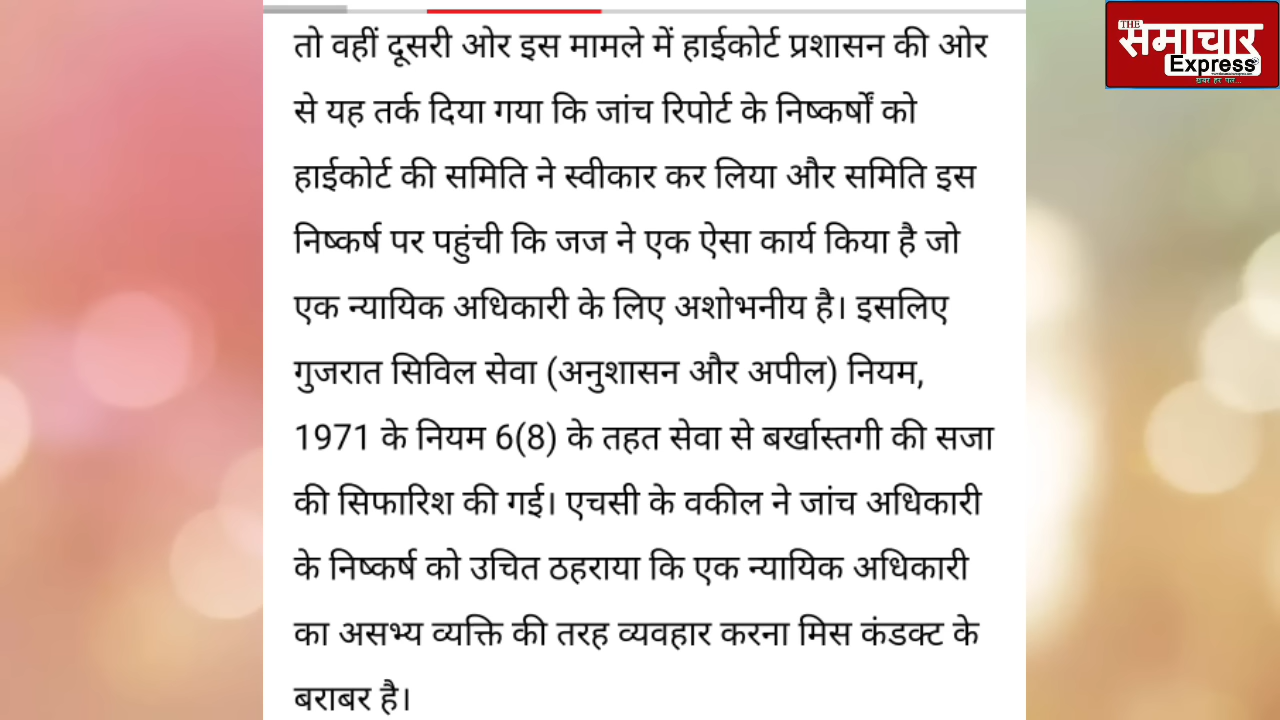 THE
समाचार
Express
खबर हर पल...
तो वहीं दूसरी ओर इस मामले में हाईकोर्ट प्रशासन की ओर
से यह तर्क दिया गया कि जांच रिपोर्ट के निष्कर्षों को
हाईकोर्ट की समिति ने स्वीकार कर लिया और समिति इस
निष्कर्ष पर पहुंची कि जज ने एक ऐसा कार्य किया है जो
एक न्यायिक अधिकारी के लिए अशोभनीय है। इसलिए
गुजरात सिविल सेवा (अनुशासन और अपील) नियम,
1971 के नियम 6(8) के तहत सेवा से बर्खास्तगी की सजा
की सिफारिश की गई। एचसी के वकील ने जांच अधिकारी
के निष्कर्ष को उचित ठहराया कि एक न्यायिक अधिकारी
का असभ्य व्यक्ति की तरह व्यवहार करना मिस कंडक्ट के
बराबर है।